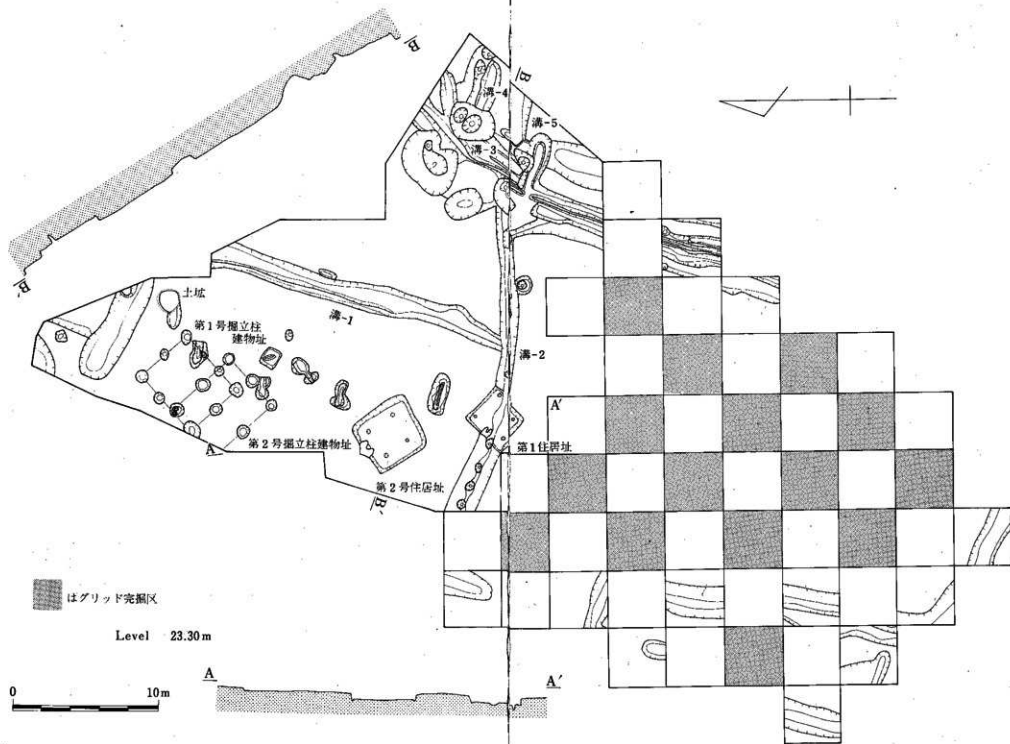 B
B
溝-4
溝-5
溝-3
B'
土坛
第1号掘立柱
建物址
溝-1
溝-2
A'
第2号掘立柱建物址
A
第1住居址
第2号住居址
B'
はグリッド完掘区
Level 23.30m
A
A'
0 10m